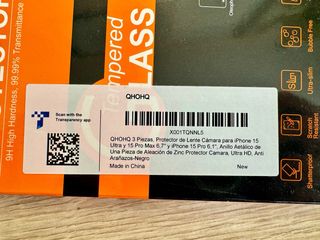 9H High Hardness, 99.99% Transmittance
Tempered
LASS
Oleophobic
Bubble Free
Ultra-slim
Scratch Resistant
Shatterproof
Scan with the
Transparency app
QHOHQ
X001TQNNL5
QHOHQ 3 Piezas, Protector de Lente Cámara para iPhone 15
Ultra y 15 Pro Max 6,7" y iPhone 15 Pro 6,1", Anillo Aetálico de
Una Pieza de Aleación de Zinc Protector Camara, Ultra HD, Anti
Arañazos-Negro
Made in China
New